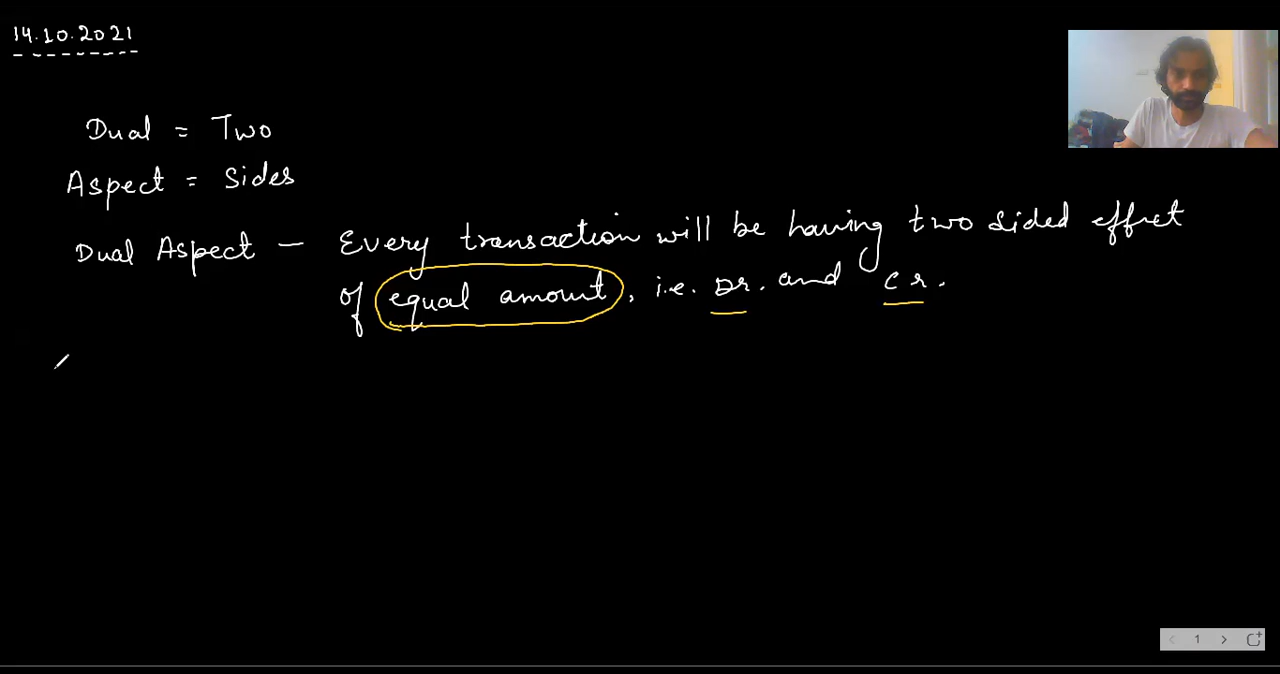 14.10.2021
Dual = Two
Aspect = Sides
Dual Aspect — Every transaction will be having two sided effect
of equal amount, i.e. Dr. and Cr.
1